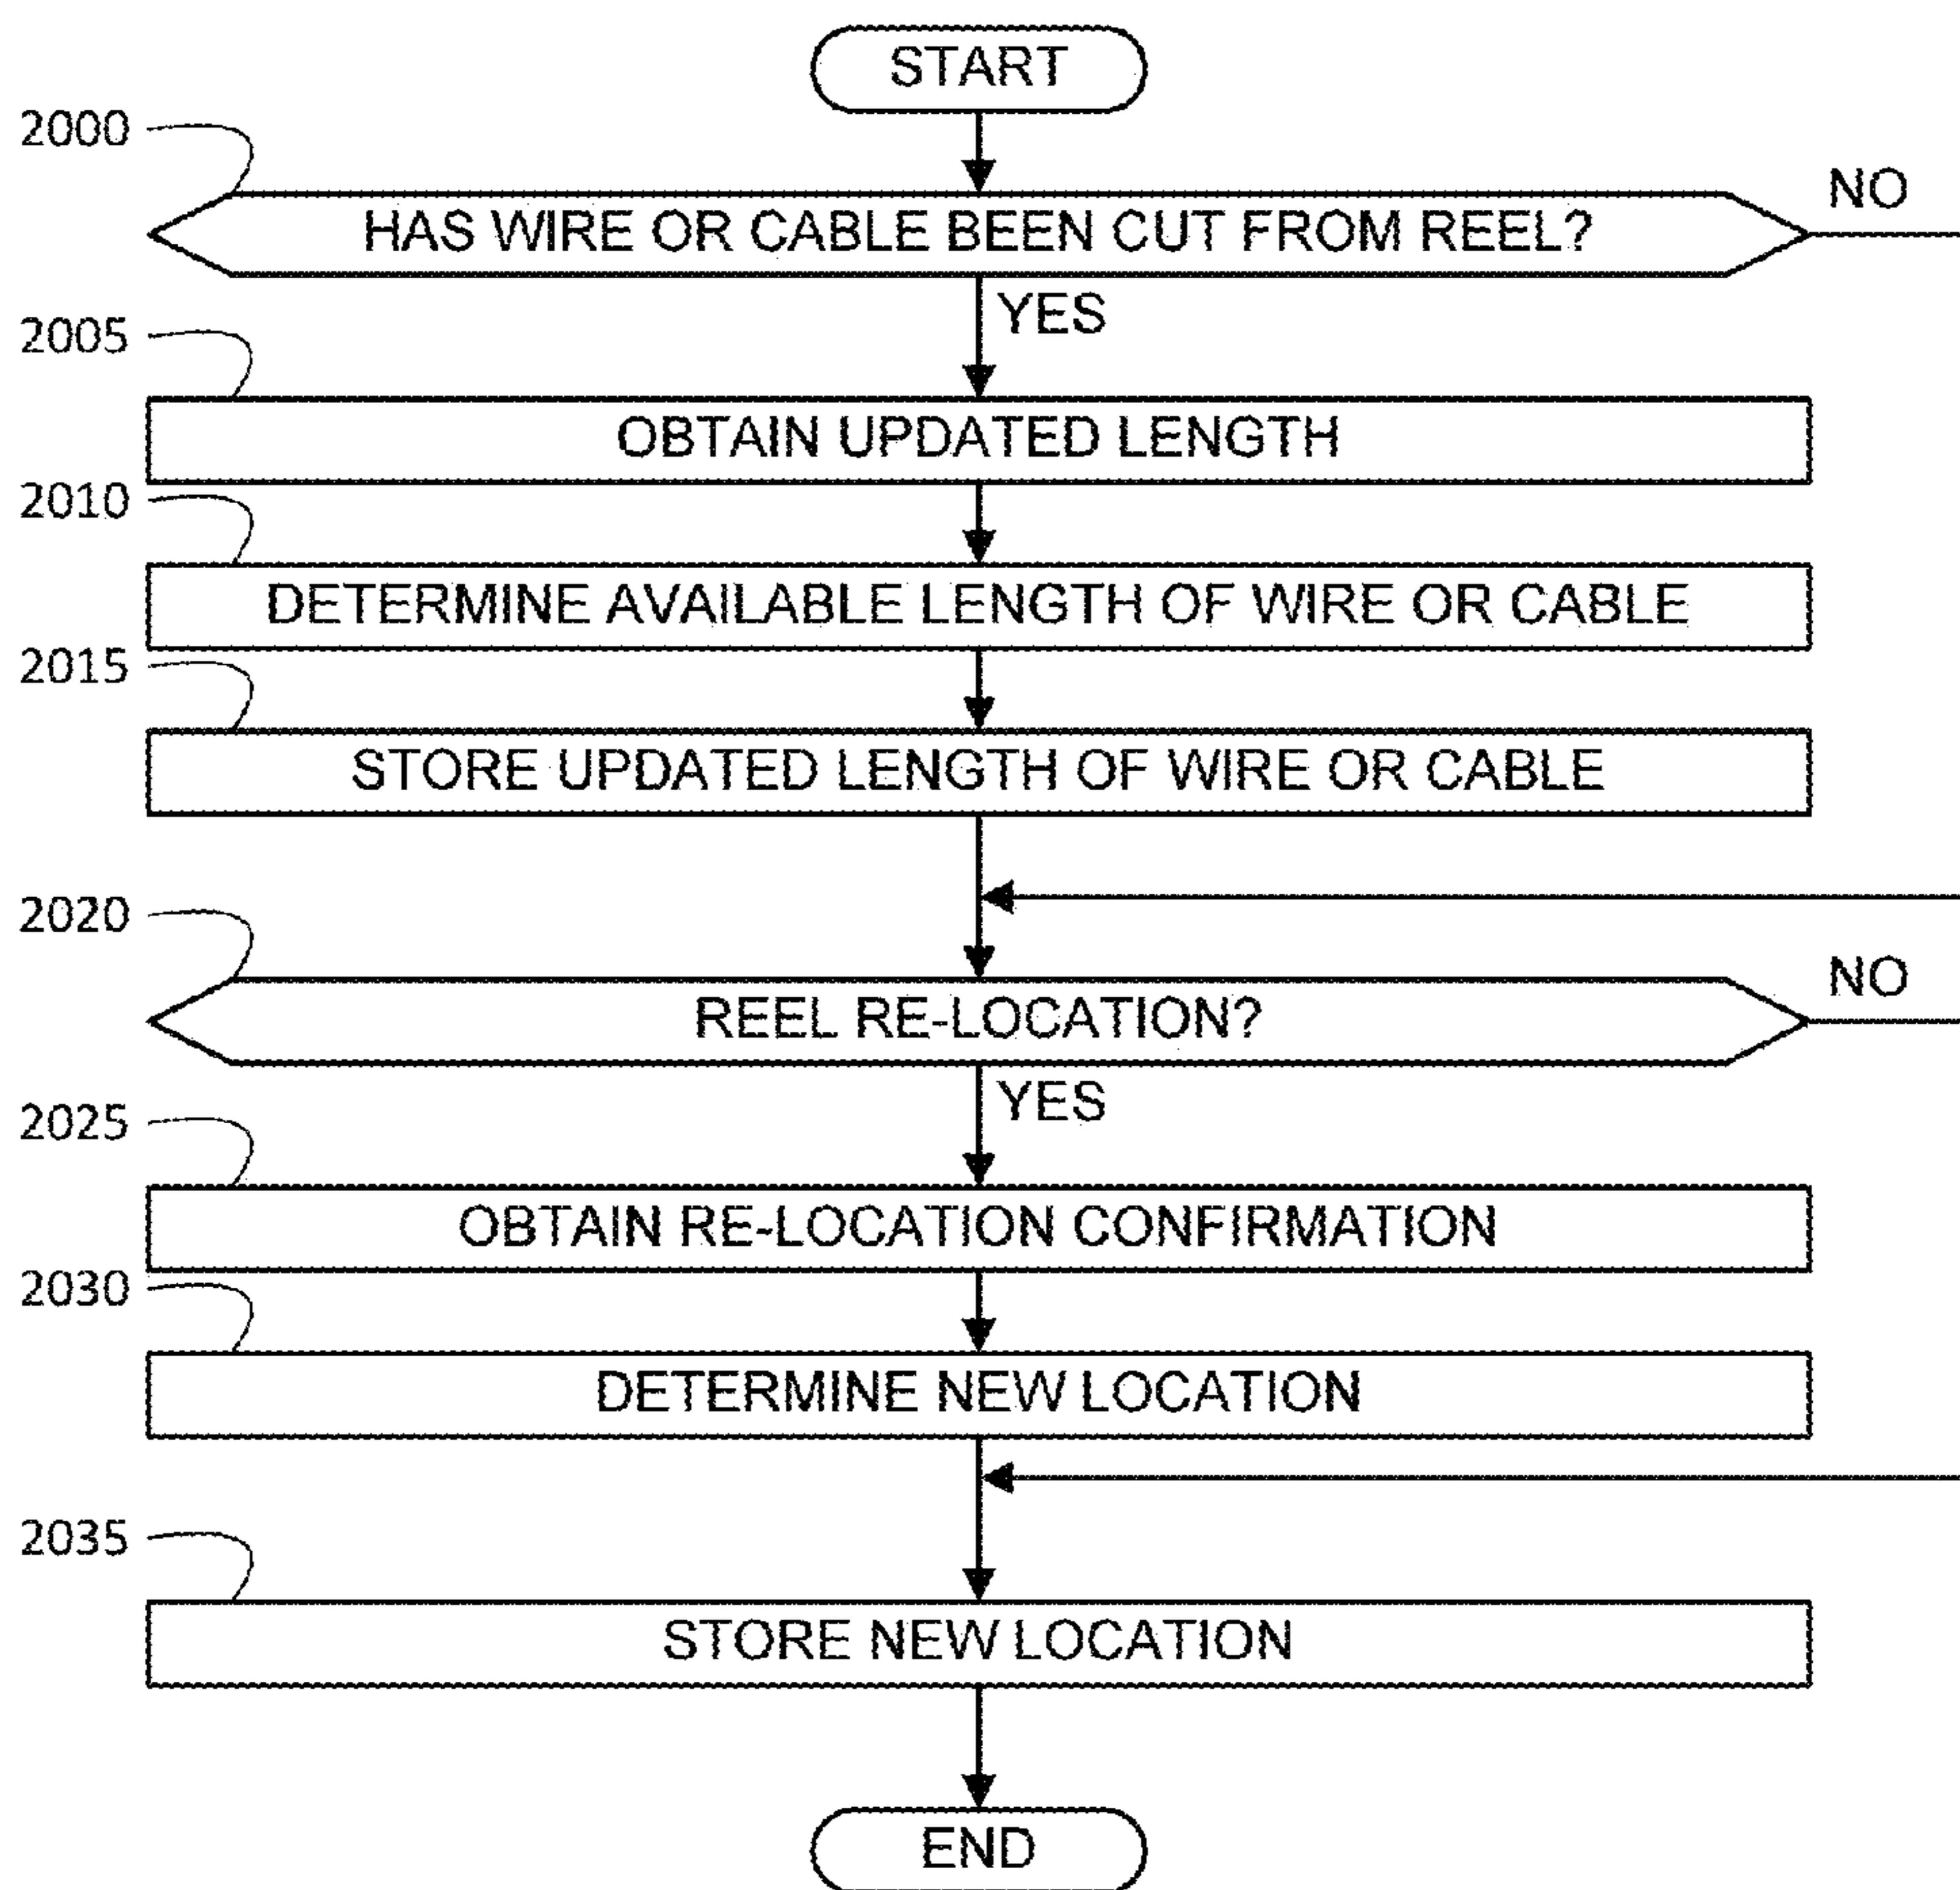 START
2000
HAS WIRE OR CABLE BEEN CUT FROM REEL?
NO
YES
2005
OBTAIN UPDATED LENGTH
2010
DETERMINE AVAILABLE LENGTH OF WIRE OR CABLE
2015
STORE UPDATED LENGTH OF WIRE OR CABLE
2020
REEL RE-LOCATION?
NO
YES
2025
OBTAIN RE-LOCATION CONFIRMATION
2030
DETERMINE NEW LOCATION
2035
STORE NEW LOCATION
END